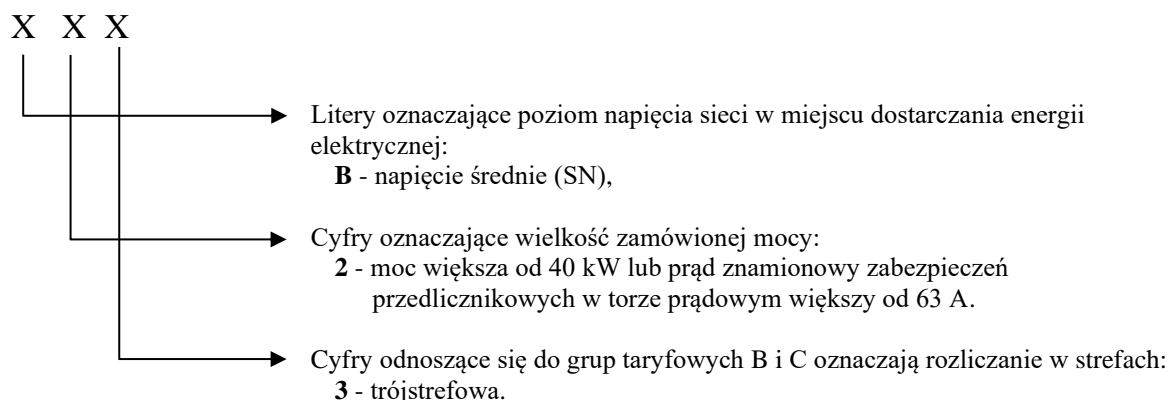 X X X
Litery oznaczające poziom napięcia sieci w miejscu dostarczania energii
elektrycznej:
B - napięcie średnie (SN),
Cyfry oznaczające wielkość zamówionej mocy:
2 - moc większa od 40 kW lub prąd znamionowy zabezpieczeń
przedlicznikowych w torze prądowym większy od 63 A.
Cyfry odnoszące się do grup taryfowych B i C oznaczają rozliczanie w strefach:
3 - trójstrefowa.